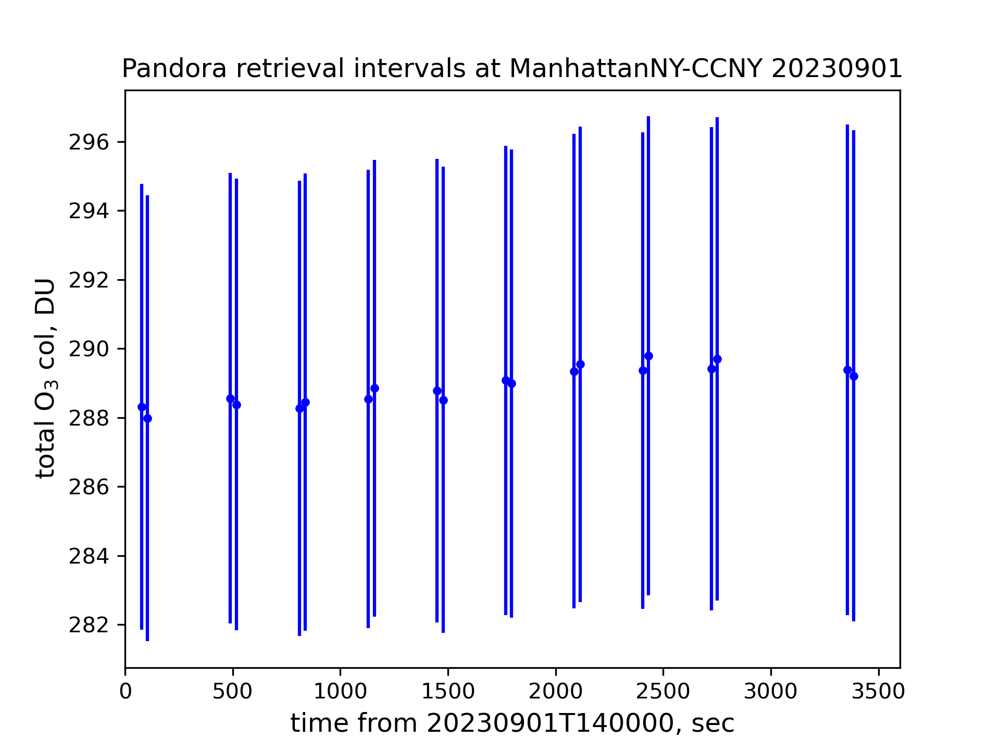 Pandora retrieval intervals at ManhattanNY-CCNY 20230901
296
294
292
290
288
286
284
282
total O₃ col, DU
0 500 1000 1500 2000 2500 3000 3500
time from 20230901T140000, sec